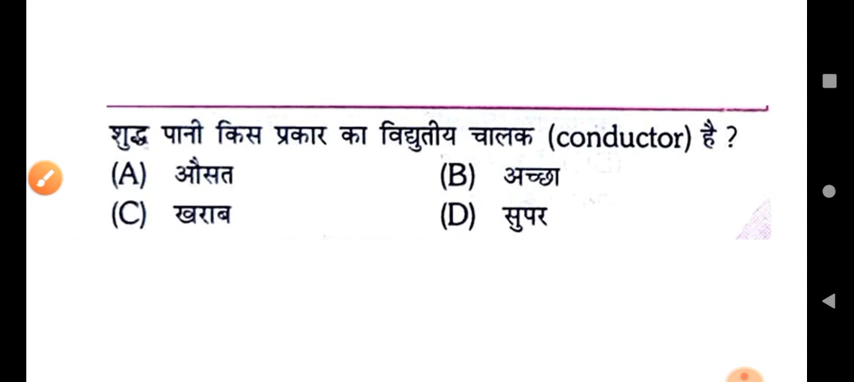 शुद्ध पानी किस प्रकार का विद्युतीय चालक (conductor) है ?
(A) औसत (B) अच्छा
(C) खराब (D) सुपर